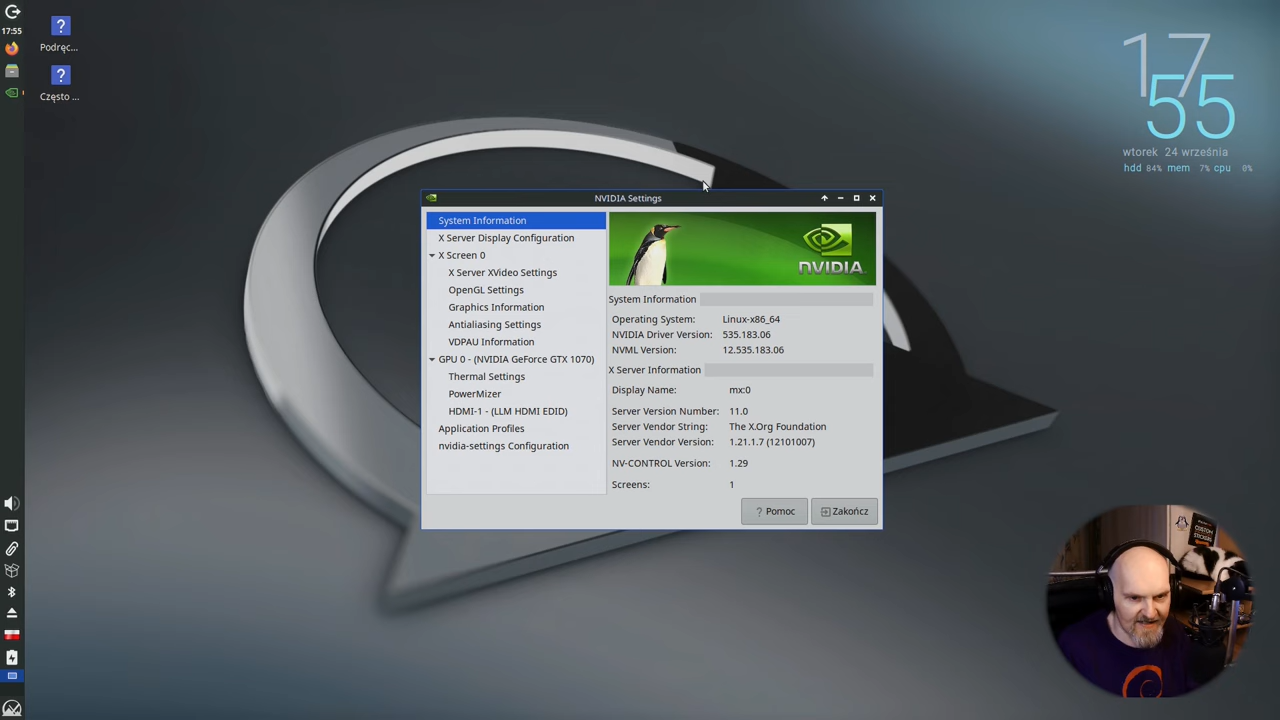 17:55
Podręc...
Często ...
17
55
wtorek 24 września
hdd 84% mem 7% cpu 0%
NVIDIA Settings
System Information
X Server Display Configuration
X Screen 0
X Server XVideo Settings
OpenGL Settings
Graphics Information
Antialiasing Settings
VDPAU Information
GPU 0 - (NVIDIA GeForce GTX 1070)
Thermal Settings
PowerMizer
HDMI-1 - (LLM HDMI EDID)
Application Profiles
nvidia-settings Configuration
NVIDIA
System Information
Operating System: Linux-x86_64
NVIDIA Driver Version: 535.183.06
NVML Version: 12.535.183.06
X Server Information
Display Name: mx:0
Server Version Number: 11.0
Server Vendor String: The X.Org Foundation
Server Vendor Version: 1.21.1.7 (12101007)
NV-CONTROL Version: 1.29
Screens: 1
? Pomoc
Zakończ
CUSTOM